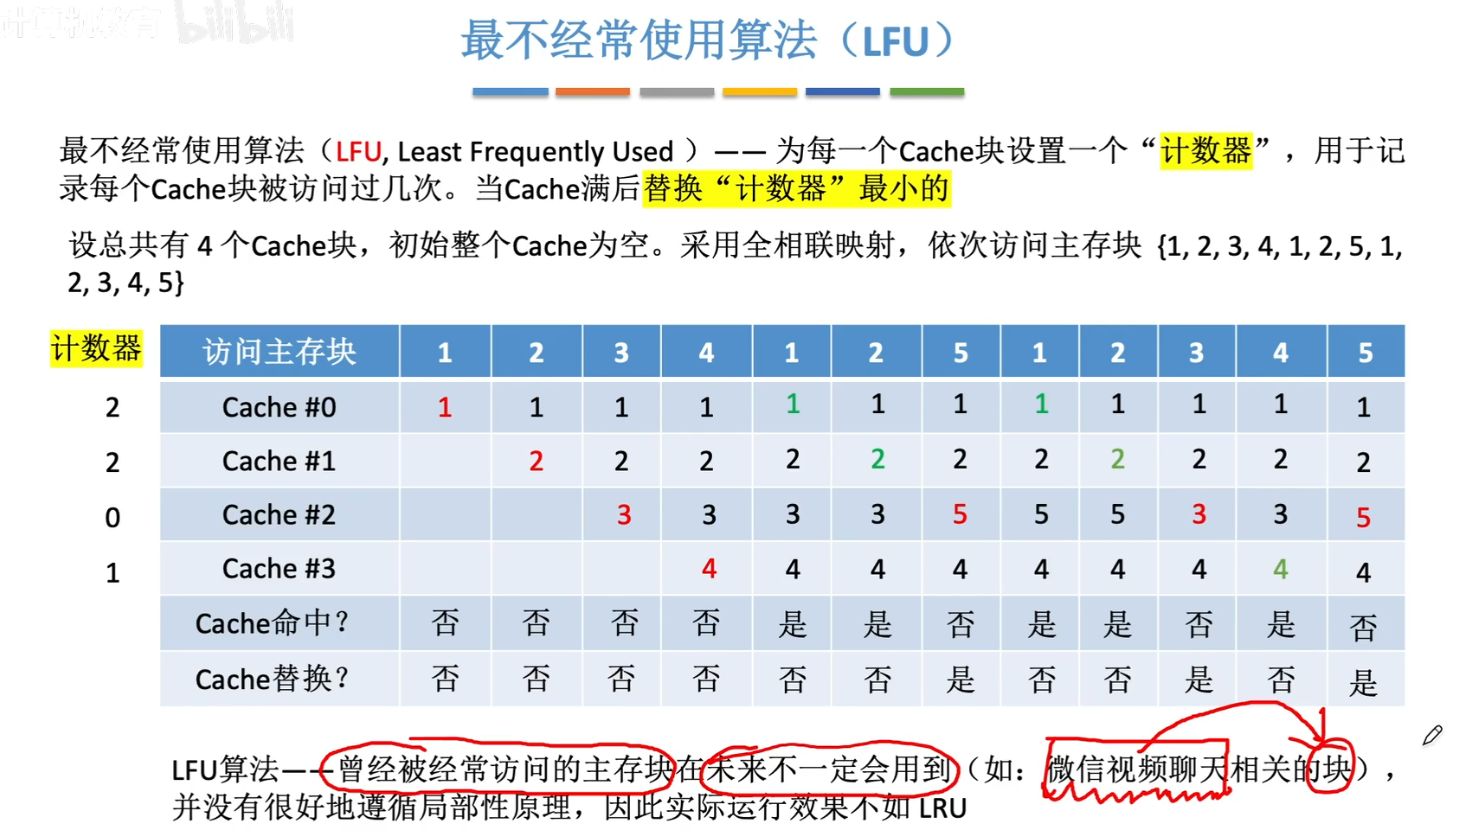 计算机教育 bilibili
最不经常使用算法（LFU）
最不经常使用算法（LFU, Least Frequently Used ）—— 为每一个Cache块设置一个“计数器”，用于记
录每个Cache块被访问过几次。当Cache满后替换“计数器”最小的
设总共有 4 个Cache块，初始整个Cache为空。采用全相联映射，依次访问主存块 {1, 2, 3, 4, 1, 2, 5, 1,
2, 3, 4, 5}
计数器 访问主存块 1 2 3 4 1 2 5 1 2 3 4 5
2 Cache #0 1 1 1 1 1 1 1 1 1 1 1 1
2 Cache #1 2 2 2 2 2 2 2 2 2 2 2
0 Cache #2 3 3 3 3 5 5 5 3 3 5
1 Cache #3 4 4 4 4 4 4 4 4 4
Cache命中？ 否 否 否 否 是 是 否 是 是 否 是 否
Cache替换？ 否 否 否 否 否 否 是 否 否 是 否 是
LFU算法——曾经被经常访问的主存块在未来不一定会用到（如：微信视频聊天相关的块），
并没有很好地遵循局部性原理，因此实际运行效果不如 LRU